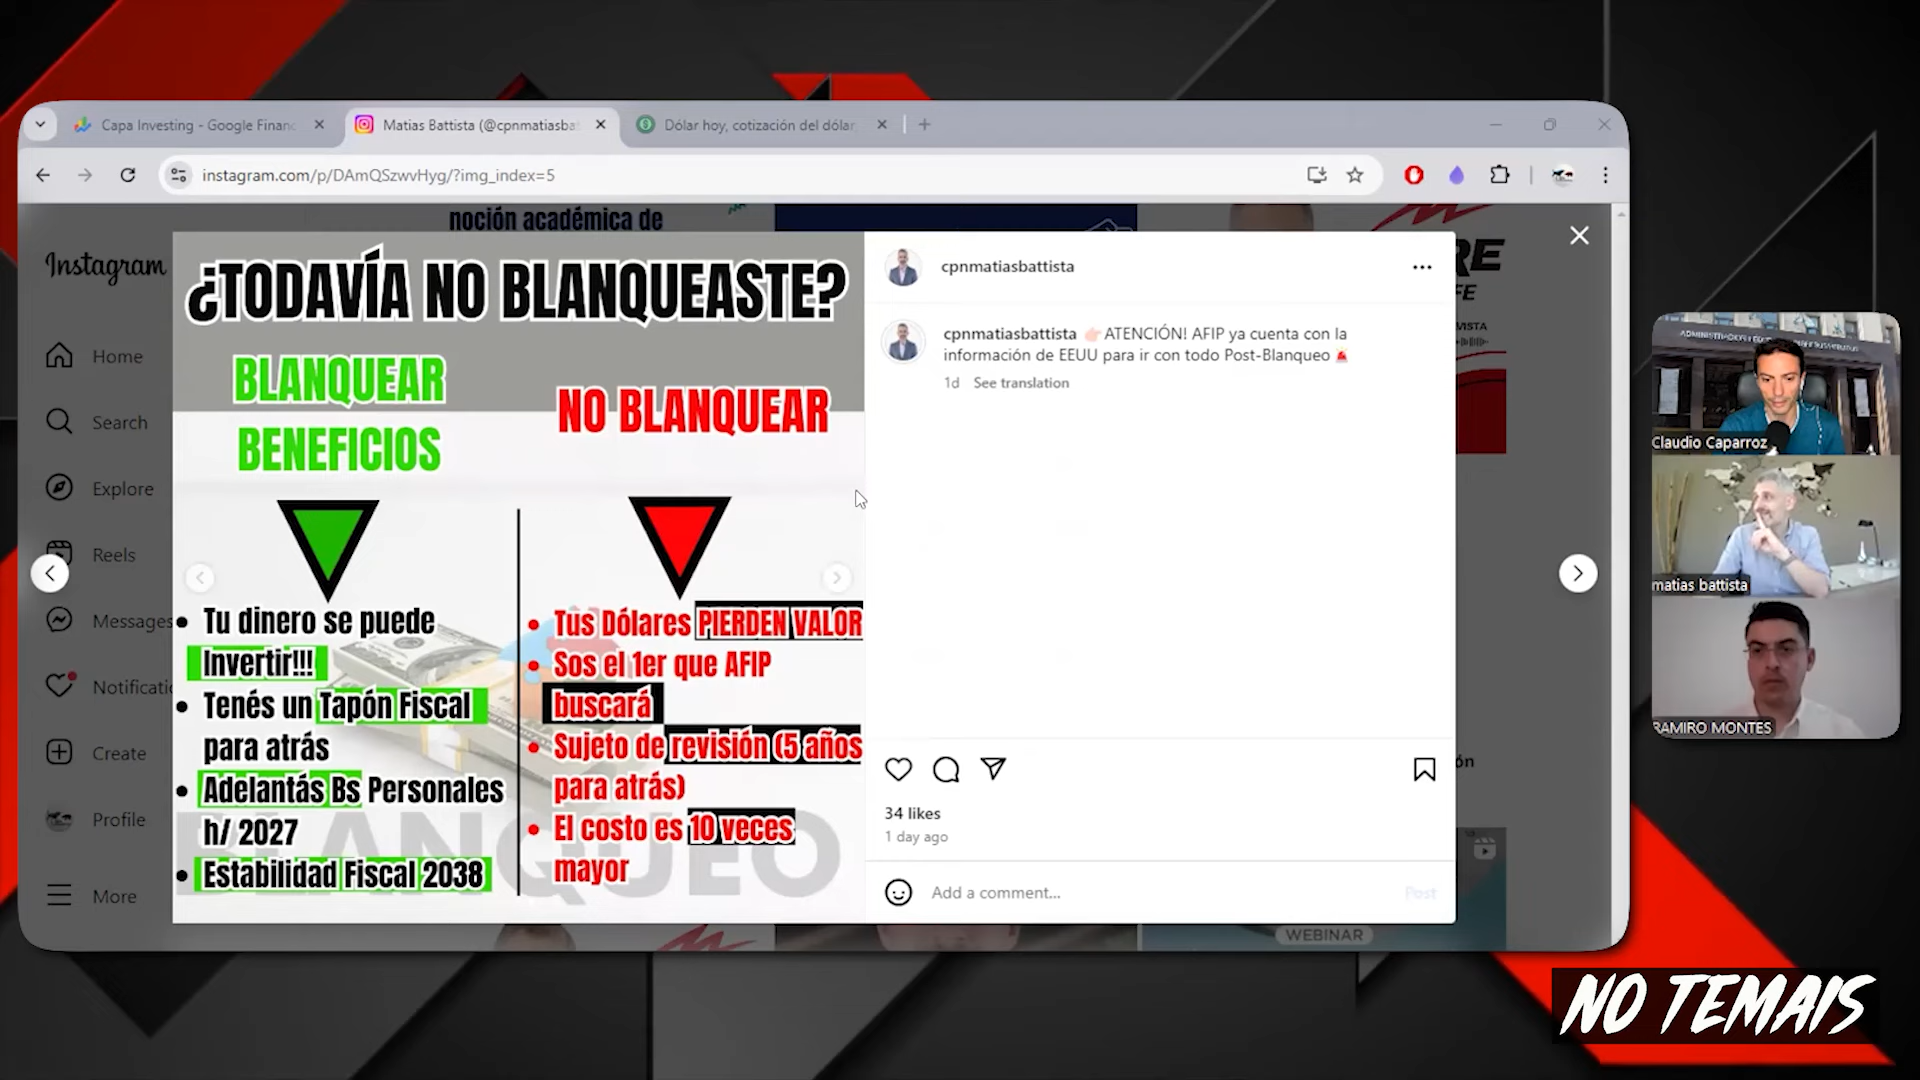 Capa Investing - Google Financ
Matias Battista (@cpnmatiasba
Dólar hoy, cotización del dólar
instagram.com/p/DAmQSzwvHyg/?img_index=5
noción académica de
Instagram
Home
Search
Explore
Reels
Messages
Notificati
Create
Profile
More
¿TODAVÍA NO BLANQUEASTE?
BLANQUEAR
BENEFICIOS
NO BLANQUEAR
• Tu dinero se puede
Invertir!!!
• Tenés un Tapón Fiscal
para atrás
• Adelantás Bs Personales
h/ 2027
• Estabilidad Fiscal 2038
• Tus Dólares PIERDEN VALOR
• Sos el 1er que AFIP
buscará
• Sujeto de revisión (5 años
para atrás)
• El costo es 10 veces
mayor
cpnmatiasbattista
cpnmatiasbattista 👉🏻 ATENCIÓN! AFIP ya cuenta con la
información de EEUU para ir con todo Post-Blanqueo 🚨
1d See translation
34 likes
1 day ago
Add a comment...
Post
WEBINAR
Claudio Caparroz
matias battista
RAMIRO MONTES
NO TEMAIS